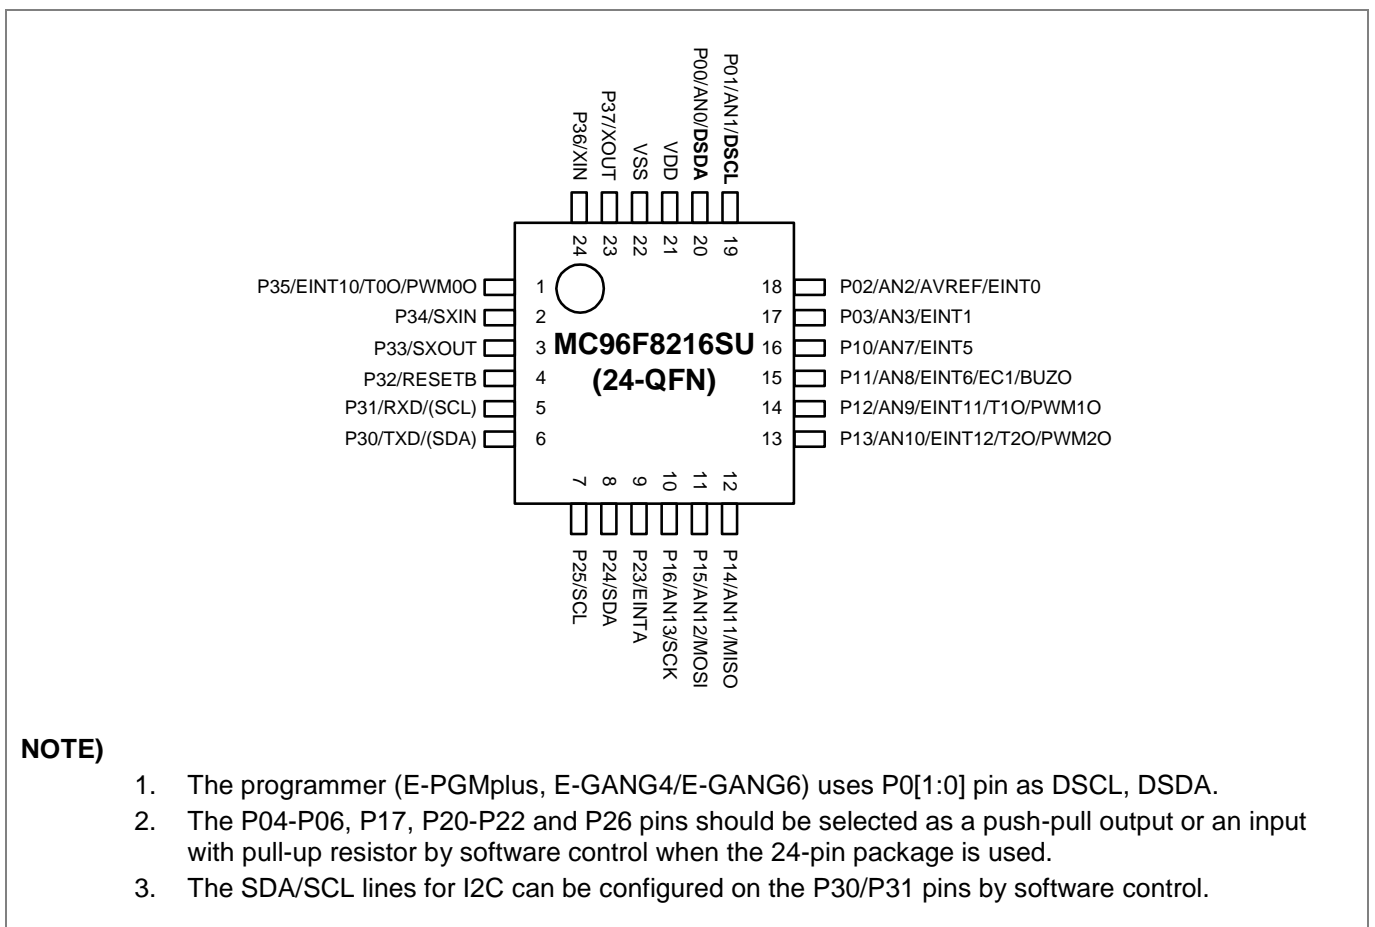 P36/XIN
P37/XOUT
VSS
VDD
P00/AN0/DSDA
P01/AN1/DSCL
24
23
22
21
20
19
P35/EINT10/T0O/PWM0O
1
18
P02/AN2/AVREF/EINT0
P34/SXIN
2
17
P03/AN3/EINT1
P33/SXOUT
3
MC96F8216SU
16
P10/AN7/EINT5
P32/RESETB
4
(24-QFN)
15
P11/AN8/EINT6/EC1/BUZO
P31/RXD/(SCL)
5
14
P12/AN9/EINT11/T1O/PWM1O
P30/TXD/(SDA)
6
13
P13/AN10/EINT12/T2O/PWM2O
7
8
9
10
11
12
P25/SCL
P24/SDA
P23/EINTA
P16/AN13/SCK
P15/AN12/MOSI
P14/AN11/MISO
NOTE)
1. The programmer (E-PGMplus, E-GANG4/E-GANG6) uses P0[1:0] pin as DSCL, DSDA.
2. The P04-P06, P17, P20-P22 and P26 pins should be selected as a push-pull output or an input
with pull-up resistor by software control when the 24-pin package is used.
3. The SDA/SCL lines for I2C can be configured on the P30/P31 pins by software control.